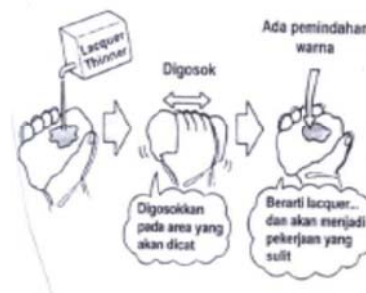 Lacquer
Thinner
Digosok
Ada pemindahan
warna
Digosokkan
pada area yang
akan dicat
Berarti lacquer...
dan akan menjadi
pekerjaan yang
sulit